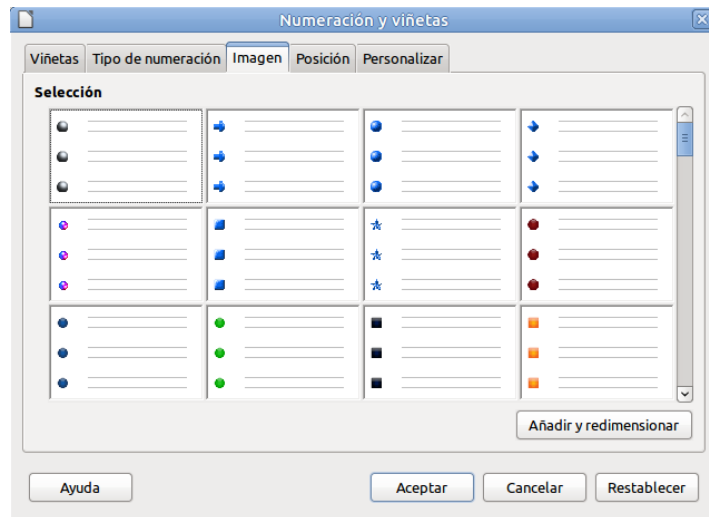 Numeración y viñetas
Viñetas Tipo de numeración Imagen Posición Personalizar
Selección
Añadir y redimensionar
Ayuda Aceptar Cancelar Restablecer